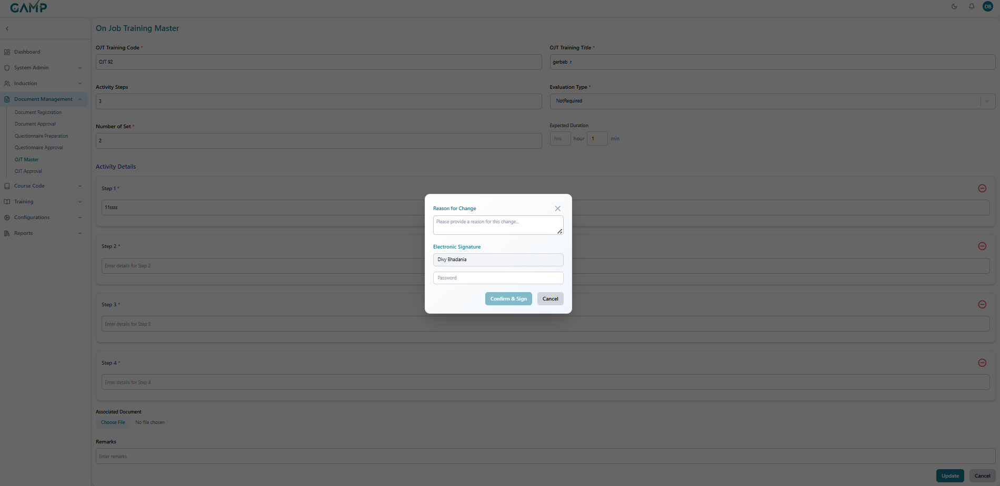 GAMP
DB
On Job Training Master
Dashboard
System Admin
Induction
Document Management
Document Registration
Document Approval
Questionnaire Preparation
Questionnaire Approval
OJT Master
OJT Approval
Course Code
Training
Configurations
Reports
OJT Training Code *
OJT 92
OJT Training Title *
gerbeb r
Activity Steps
3
Evaluation Type *
NotRequired
Number of Set *
2
Expected Duration
hrs hour 1 min
Activity Details
Step 1 *
11ssss
Step 2 *
Enter details for Step 2
Step 3 *
Enter details for Step 3
Step 4 *
Enter details for Step 4
Associated Document
Choose File No file chosen
Remarks
Enter remarks
Update Cancel
Reason for Change
Please provide a reason for this change...
Electronic Signature
Divy Bhadania
Password
Confirm & Sign Cancel